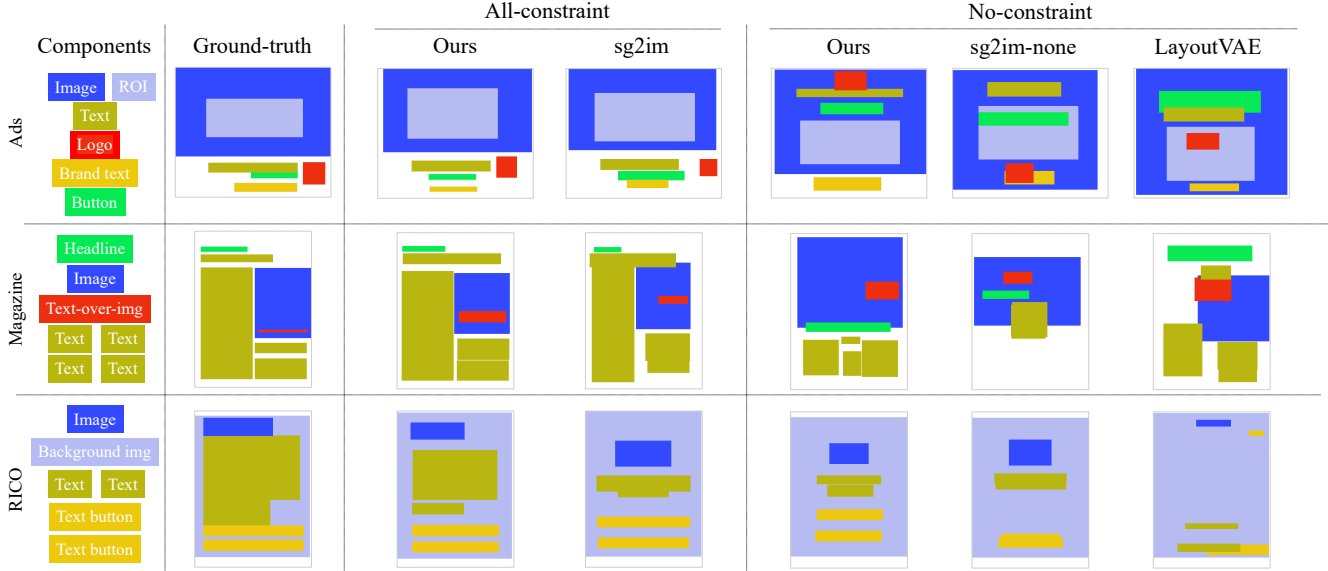 All-constraint No-constraint
Components Ground-truth Ours sg2im Ours sg2im-none LayoutVAE
Ads
Image ROI
Text
Logo
Brand text
Button
Magazine
Headline
Image
Text-over-img
Text Text
Text Text
RICO
Image
Background img
Text Text
Text button
Text button